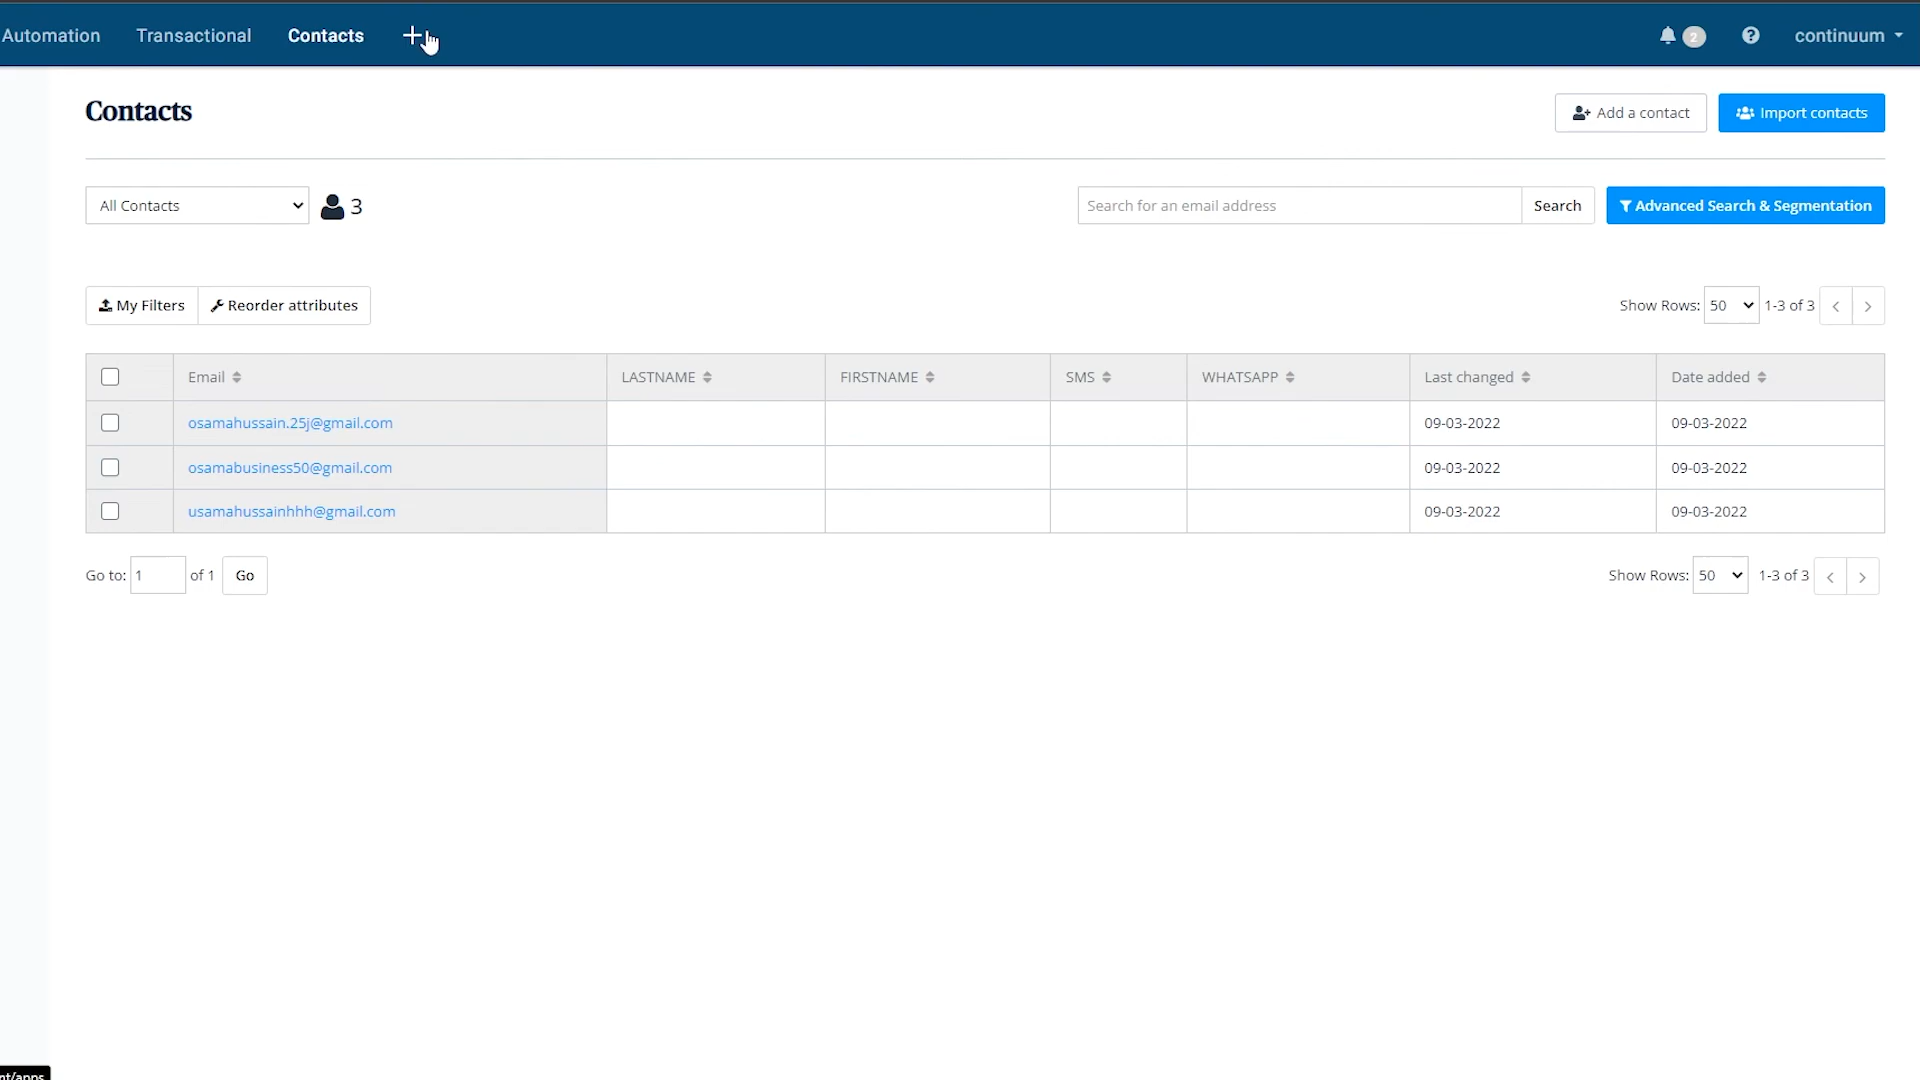 Automation Transactional Contacts + 2 continuum
Contacts
Add a contact Import contacts
All Contacts 3 Search for an email address Search Advanced Search & Segmentation
My Filters Reorder attributes Show Rows: 50 1-3 of 3
Email LASTNAME FIRSTNAME SMS WHATSAPP Last changed Date added
osamahussain.25j@gmail.com 09-03-2022 09-03-2022
osamabusiness50@gmail.com 09-03-2022 09-03-2022
usamahussainhhh@gmail.com 09-03-2022 09-03-2022
Go to: 1 of 1 Go Show Rows: 50 1-3 of 3
nt/apps